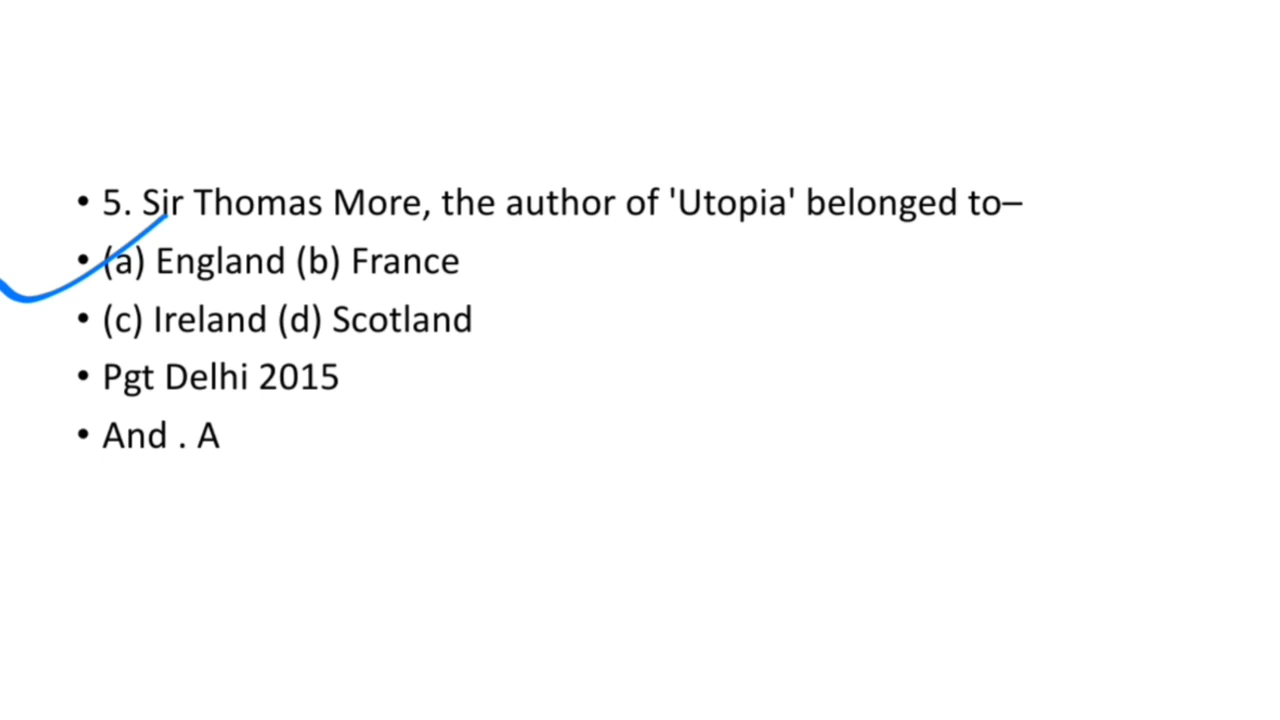 • 5. Sir Thomas More, the author of 'Utopia' belonged to–
• (a) England (b) France
• (c) Ireland (d) Scotland
• Pgt Delhi 2015
• And . A